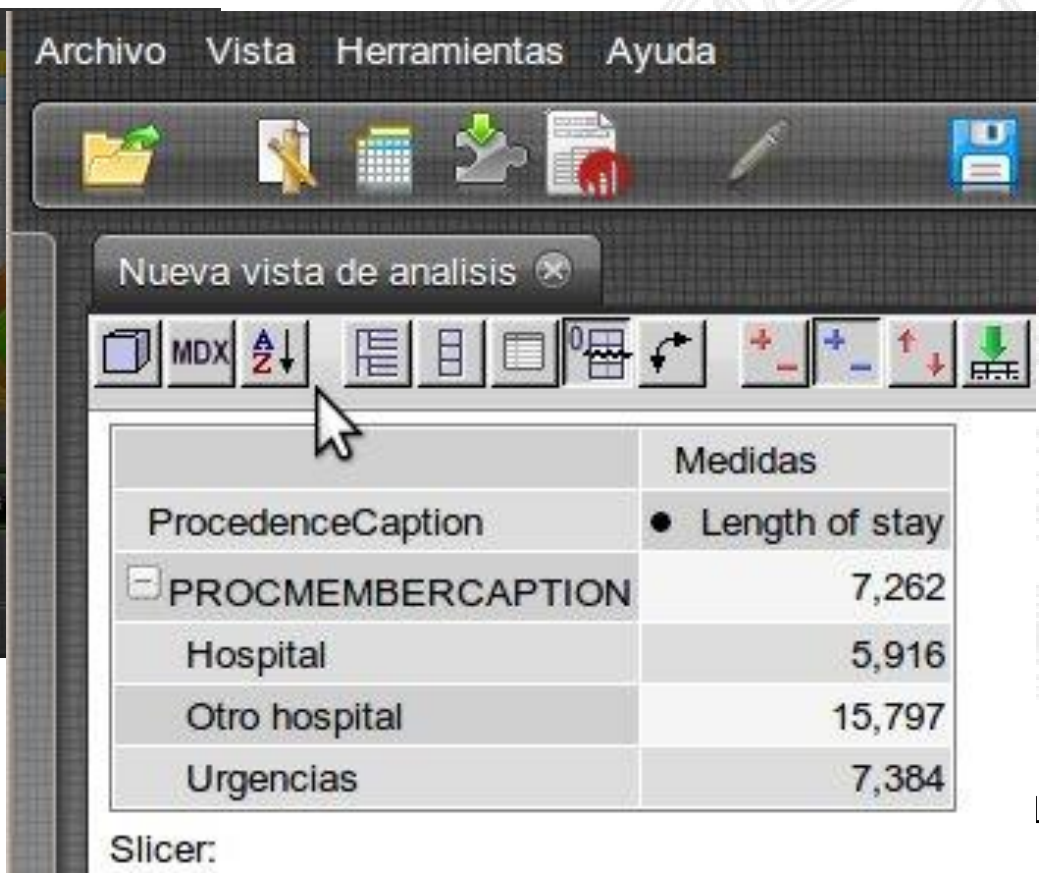 Archivo Vista Herramientas Ayuda
Nueva vista de analisis
MDX A Z 0
Medidas
ProcedenceCaption Length of stay
PROCMEMBERCAPTION 7,262
Hospital 5,916
Otro hospital 15,797
Urgencias 7,384
Slicer: